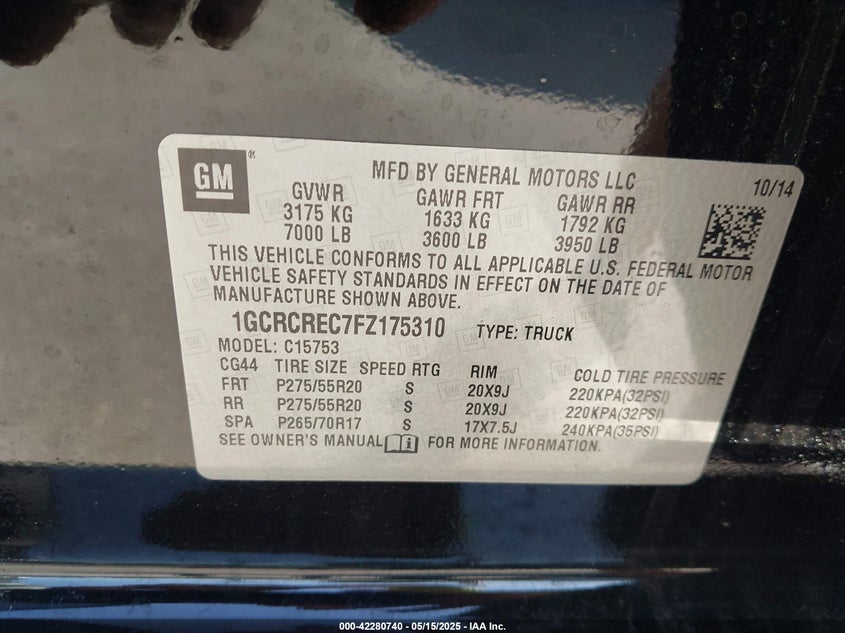 GM
MFD BY GENERAL MOTORS LLC
10/14
GVWR GAWR FRT GAWR RR
3175 KG 1633 KG 1792 KG
7000 LB 3600 LB 3950 LB
THIS VEHICLE CONFORMS TO ALL APPLICABLE U.S. FEDERAL MOTOR
VEHICLE SAFETY STANDARDS IN EFFECT ON THE DATE OF
MANUFACTURE SHOWN ABOVE.
1GCRCREC7FZ175310 TYPE: TRUCK
MODEL: C15753
CG44 TIRE SIZE SPEED RTG RIM COLD TIRE PRESSURE
FRT P275/55R20 S 20X9J 220KPA(32PSI)
RR P275/55R20 S 20X9J 220KPA(32PSI)
SPA P265/70R17 S 17X7.5J 240KPA(35PSI)
SEE OWNER'S MANUAL FOR MORE INFORMATION.
000-42280740 — 05/15/2025 — IAA Inc.